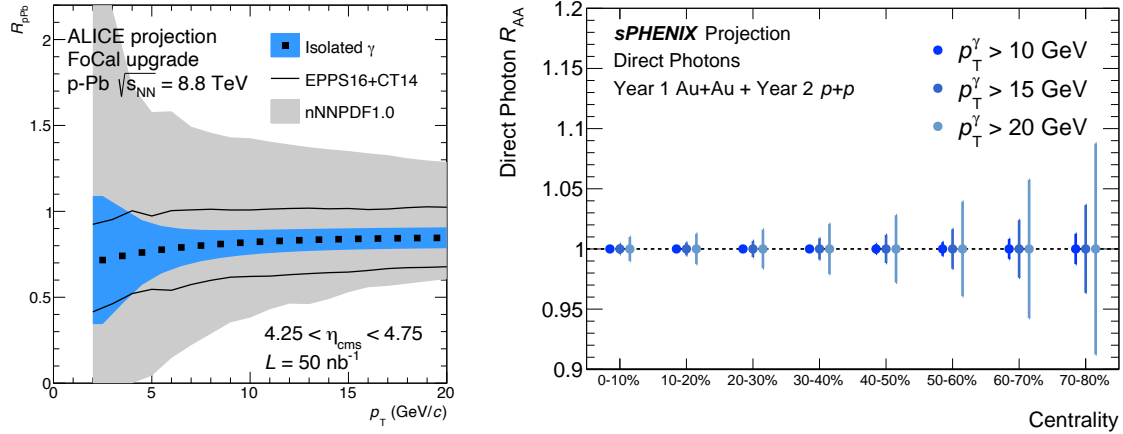 R_pPb
ALICE projection
FoCal upgrade
p-Pb √s_NN = 8.8 TeV
Isolated γ
EPPS16+CT14
nNNPDF1.0
2
1.5
1
0.5
0
4.25 < η_cms < 4.75
L = 50 nb⁻¹
0 5 10 15 20
p_T (GeV/c)
Direct Photon R_AA
sPHENIX Projection
Direct Photons
Year 1 Au+Au + Year 2 p+p
p_T^γ > 10 GeV
p_T^γ > 15 GeV
p_T^γ > 20 GeV
1.2
1.15
1.1
1.05
1
0.95
0.9
0-10% 10-20% 20-30% 30-40% 40-50% 50-60% 60-70% 70-80%
Centrality